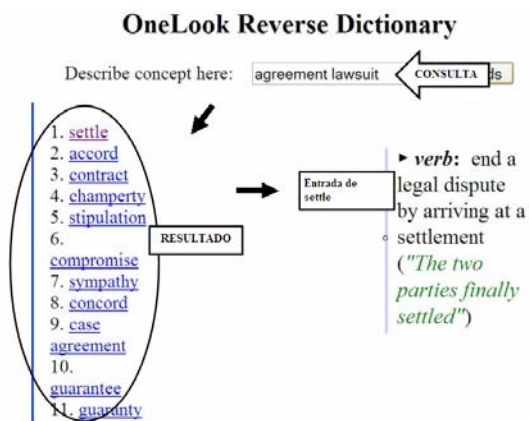 OneLook Reverse Dictionary
Describe concept here: agreement lawsuit CONSULTA ds
1. settle
2. accord
3. contract
4. champerty
5. stipulation
6.
compromise
7. sympathy
8. concord
9. case
agreement
10.
guarantee
11. guaranty
RESULTADO
Entrada de
settle
▸ verb: end a
legal dispute
by arriving at a
settlement
("The two
parties finally
settled")